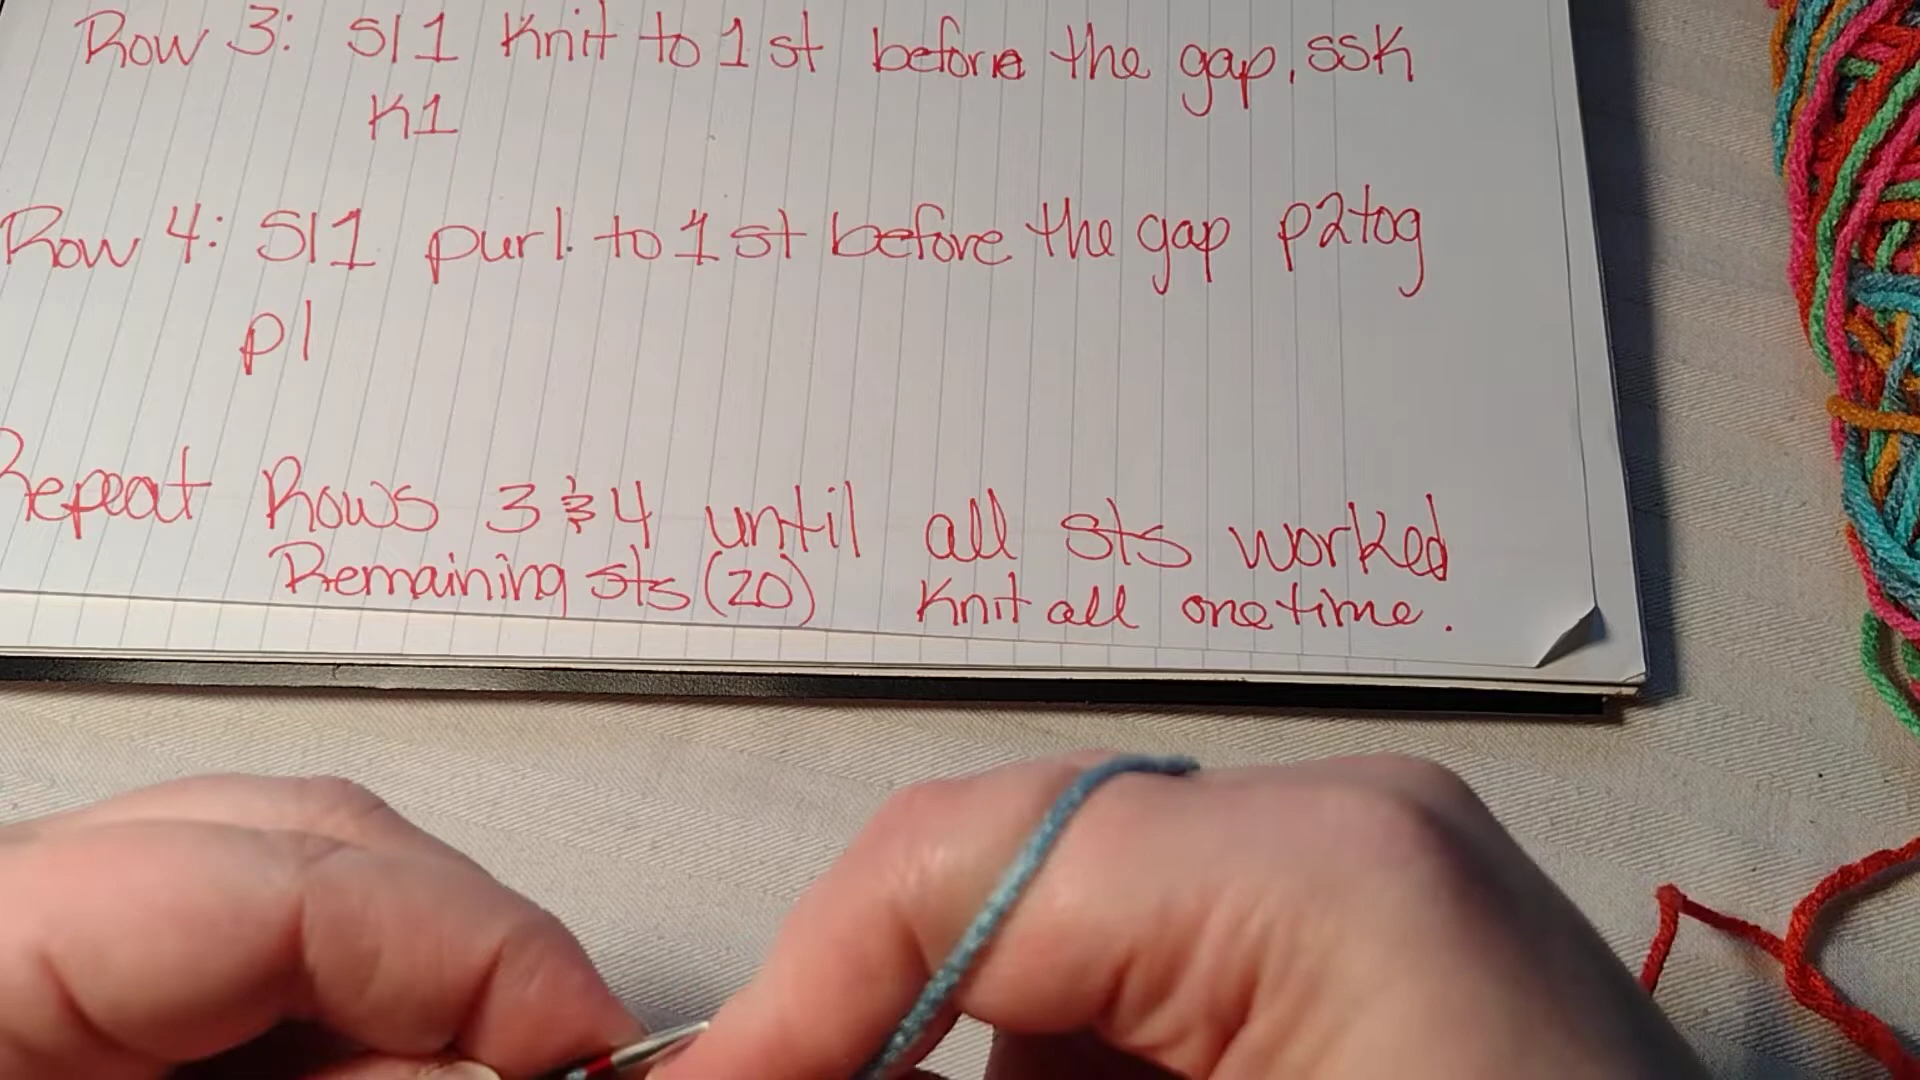 Row 3: Sl1 Knit to 1 st before the gap, SSK
K1
Row 4: Sl1 purl to 1 st before the gap p2tog
p1
Repeat Rows 3 & 4 until all sts worked
Remaining sts (20) Knit all one time.